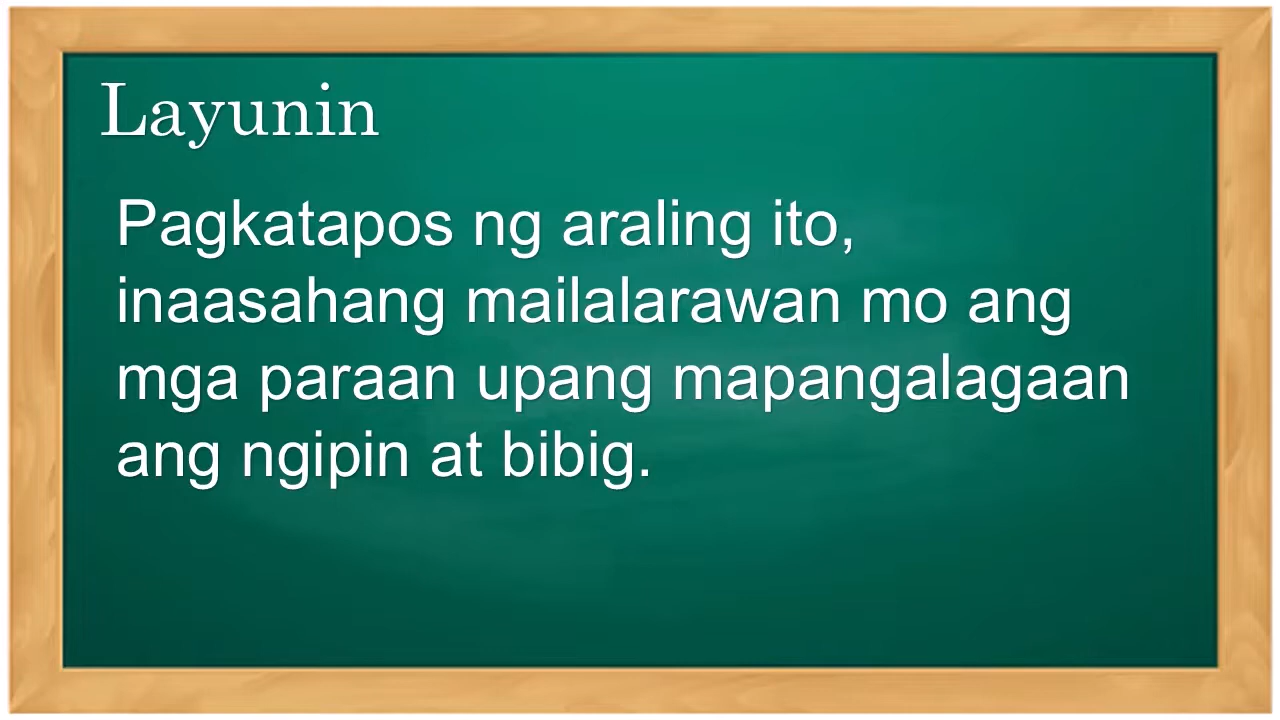 Layunin
Pagkatapos ng araling ito,
inaasahang mailalarawan mo ang
mga paraan upang mapangalagaan
ang ngipin at bibig.